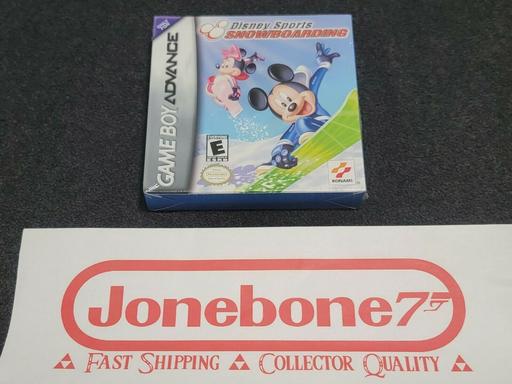 Disney Sports
SNOWBOARDING
GAME BOY ADVANCE
E
KONAMI
Jonebone7
FAST SHIPPING COLLECTOR QUALITY